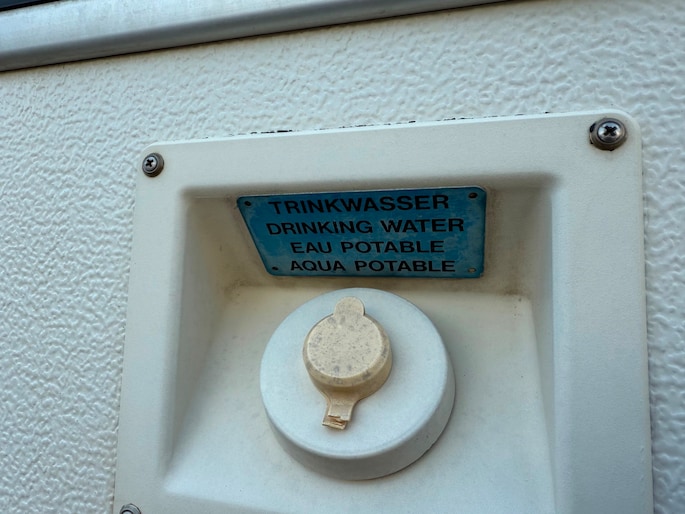 TRINKWASSER
DRINKING WATER
EAU POTABLE
AQUA POTABLE